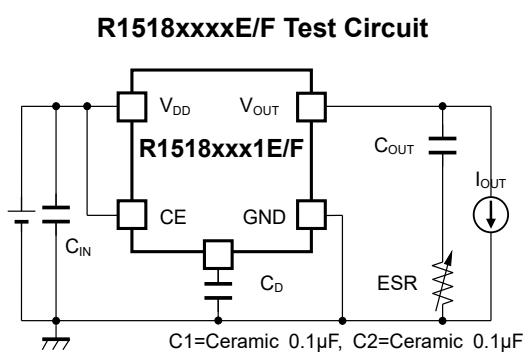 R1518xxxxE/F Test Circuit
VDD
VOUT
R1518xxx1E/F
COUT
IOUT
CE
GND
CIN
CD
ESR
C1=Ceramic 0.1μF, C2=Ceramic 0.1μF